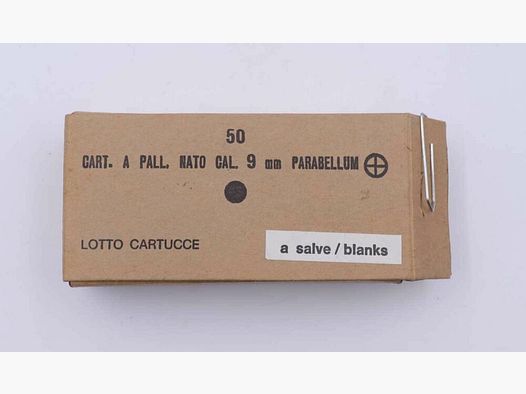 50
CART. A PALL. NATO CAL. 9 mm PARABELLUM
LOTTO CARTUCCE
a salve / blanks